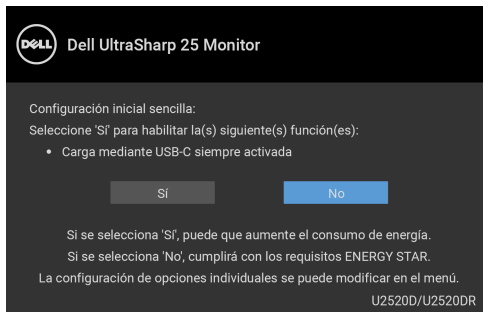 DELL Dell UltraSharp 25 Monitor
Configuración inicial sencilla:
Seleccione 'Sí' para habilitar la(s) siguiente(s) función(es):
• Carga mediante USB-C siempre activada
Sí No
Si se selecciona 'Sí', puede que aumente el consumo de energía.
Si se selecciona 'No', cumplirá con los requisitos ENERGY STAR.
La configuración de opciones individuales se puede modificar en el menú.
U2520D/U2520DR